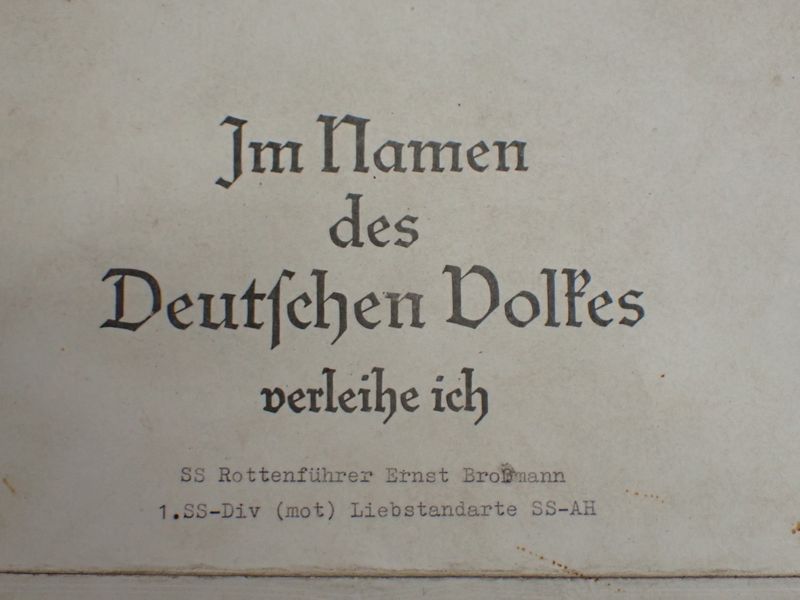 Im Namen
des
Deutſchen Volkes
verleihe ich
SS Rottenführer Ernst Broßmann
1.SS-Div (mot) Liebstandarte SS-AH